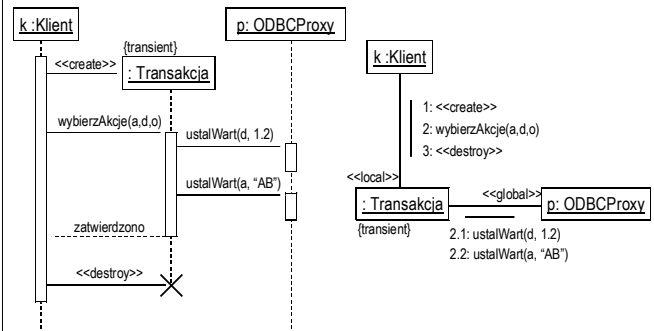 k :Klient
p: ODBCProxy
{transient}
<<create>>
: Transakcja
wybierzAkcje(a,d,o)
ustalWart(d, 1.2)
ustalWart(a, “AB”)
zatwierdzono
<<destroy>>
k :Klient
1: <<create>>
2: wybierzAkcje(a,d,o)
3: <<destroy>>
<<local>>
: Transakcja
<<global>>
p: ODBCProxy
{transient}
2.1: ustalWart(d, 1.2)
2.2: ustalWart(a, “AB”)